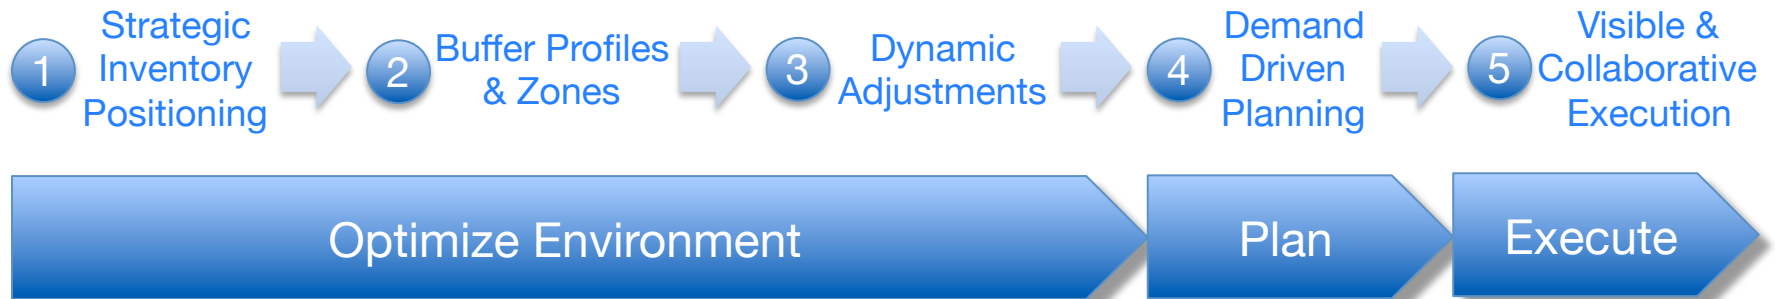 1
Strategic
Inventory
Positioning
2
Buffer Profiles
& Zones
3
Dynamic
Adjustments
4
Demand
Driven
Planning
5
Visible &
Collaborative
Execution
Optimize Environment
Plan
Execute